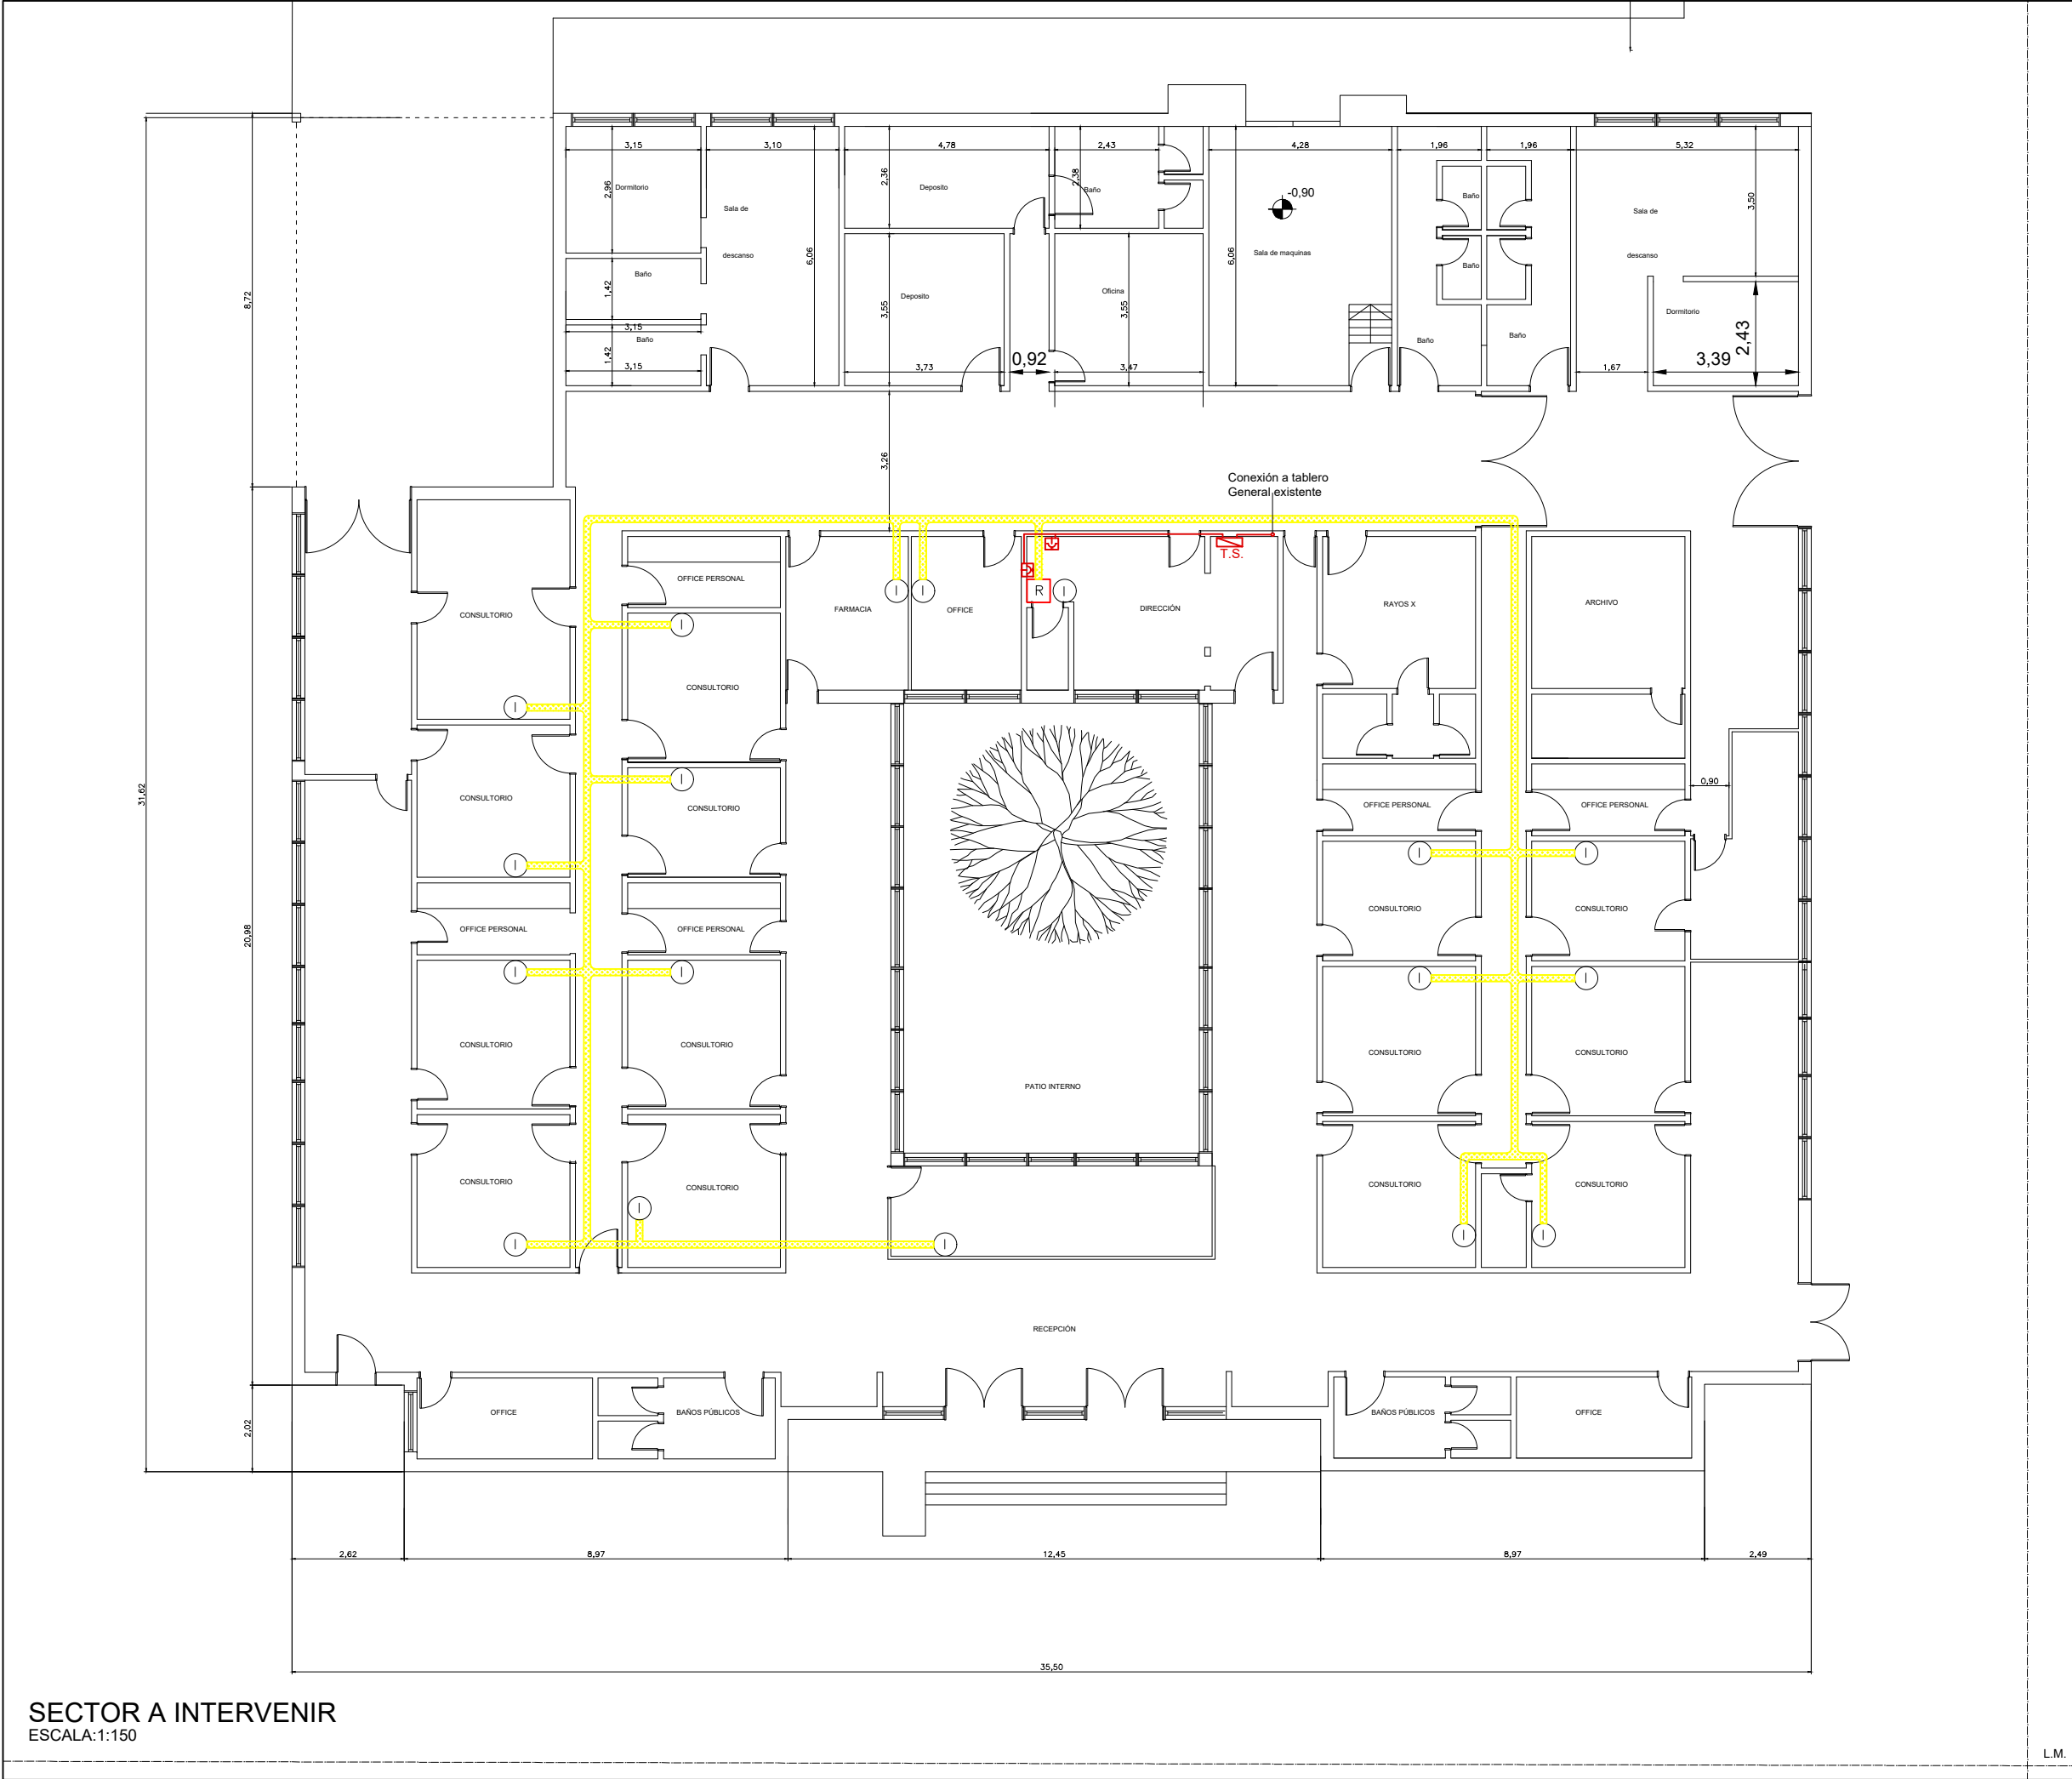 3,15
3,10
4,78
2,43
4,28
1,96
1,96
5,32
2,96
Dormitorio
Sala de
descanso
6,06
2,36
Deposito
2,38
Baño
-0,90
Sala de maquinas
6,06
Baño
Baño
Sala de
descanso
3,50
Baño
1,42
3,15
Baño
1,42
3,15
3,55
Deposito
3,73
0,92
Oficina
3,55
3,47
Baño
Baño
Dormitorio
2,43
3,39
1,67
8,72
3,26
Conexión a tablero
General existente
T.S.
R
I
I
I
OFFICE PERSONAL
FARMACIA
OFFICE
DIRECCIÓN
RAYOS X
ARCHIVO
CONSULTORIO
I
CONSULTORIO
I
CONSULTORIO
I
CONSULTORIO
I
0,90
OFFICE PERSONAL
OFFICE PERSONAL
31,62
I
I
CONSULTORIO
CONSULTORIO
20,98
OFFICE PERSONAL
OFFICE PERSONAL
I
I
I
I
CONSULTORIO
CONSULTORIO
CONSULTORIO
CONSULTORIO
PATIO INTERNO
CONSULTORIO
CONSULTORIO
CONSULTORIO
CONSULTORIO
I
I
I
I
I
RECEPCIÓN
OFFICE
BAÑOS PÚBLICOS
BAÑOS PÚBLICOS
OFFICE
2,02
2,62
8,97
12,45
8,97
2,49
35,50
SECTOR A INTERVENIR
ESCALA:1:150
L.M.